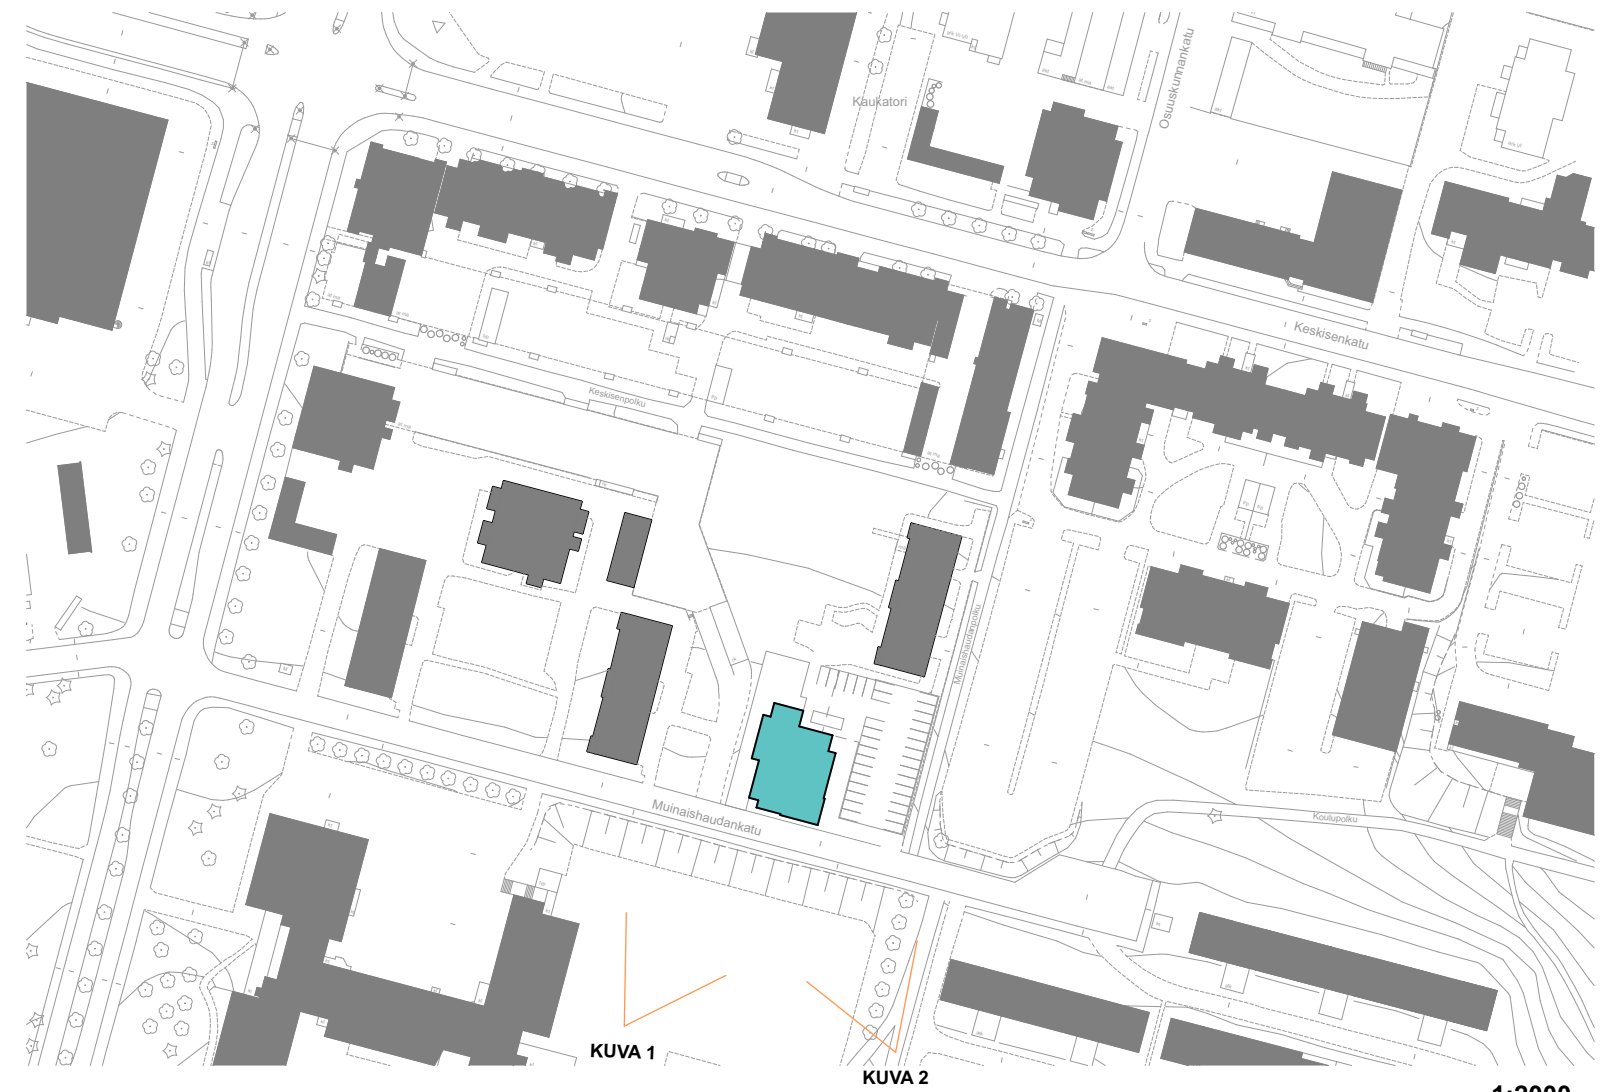 Kaukatori
Osuuskunnankatu
Keskisenkatu
Keskisenpolku
Muinaishaudanpolku
Muinaishaudankatu
Koulupolku
KUVA 1
KUVA 2